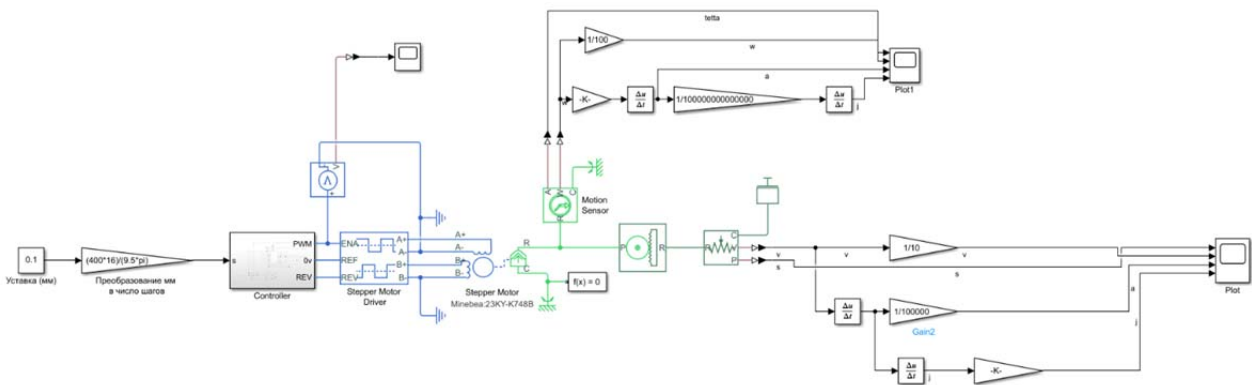 tetta
1/100
w
a
w
-K-
Δu
Δt
1/100000000000000
Δu
Δt
j
Plot1
V
V
+
A
W
C
R
Motion
Sensor
0.1
Уставка (мм)
(400*16)/(9.5*pi)
Преобразование мм
в число шагов
s
PWM
0v
REV
Controller
ENA
REF
REV
A+
A-
B+
B-
Stepper Motor
Driver
A+
A-
B+
B-
R
C
Stepper Motor
Minebea:23KY-K748B
f(x) = 0
P
R
R
C
V
P
v
s
v
s
1/10
v
Plot
Δu
Δt
1/100000
Gain2
a
Δu
Δt
j
-K-
j